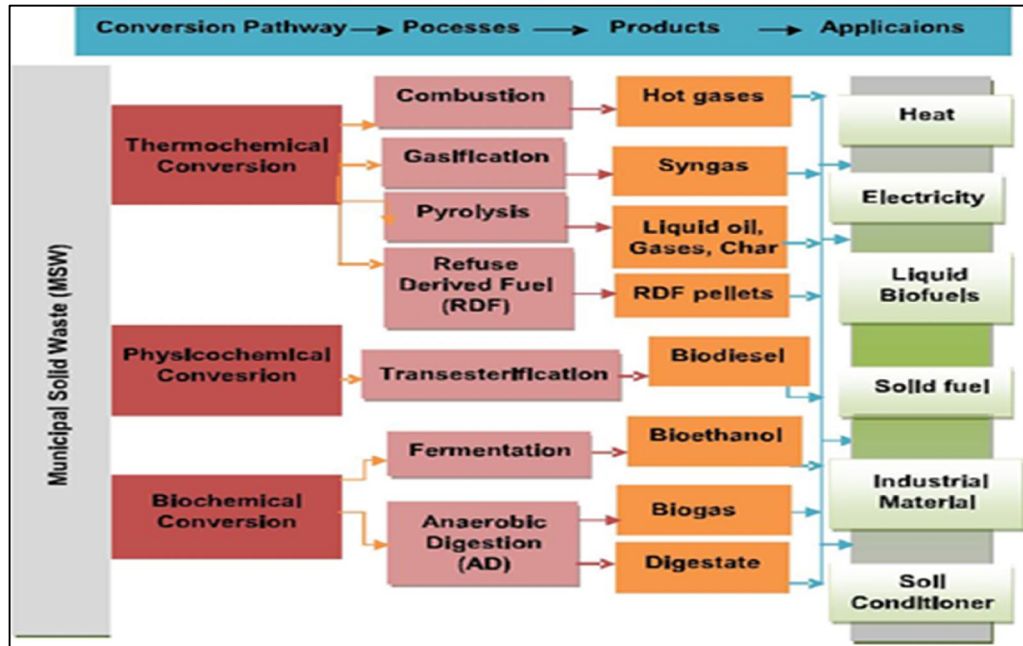 Conversion Pathway Pocesses Products Applicaions
Municipal Solid Waste (MSW)
Thermochemical
Conversion
Combustion
Hot gases
Gasification
Syngas
Pyrolysis
Liquid oil,
Gases, Char
Refuse
Derived Fuel
(RDF)
RDF pellets
Physicochemical
Convesrion
Transesterification
Biodiesel
Biochemical
Conversion
Fermentation
Bioethanol
Anaerobic
Digestion
(AD)
Biogas
Digestate
Heat
Electricity
Liquid
Biofuels
Solid fuel
Industrial
Material
Soil
Conditioner